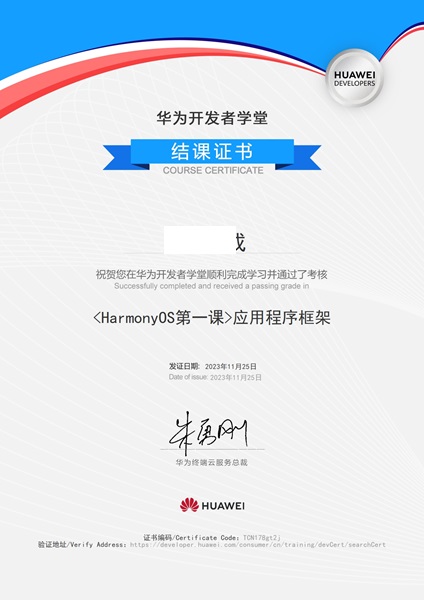 HUAWEI
DEVELOPERS
华为开发者学堂
结课证书
COURSE CERTIFICATE
祝贺您在华为开发者学堂顺利完成学习并通过了考核
Successfully completed and received a passing grade in
<HarmonyOS第一课>应用程序框架
发证日期: 2023年11月25日
Date of issue: 2023年11月25日
朱勇刚
华为终端云服务总裁
HUAWEI
证书编码/Certificate Code: TCN178gt2j
验证地址/Verify Address: https://developer.huawei.com/consumer/cn/training/devCert/searchCert